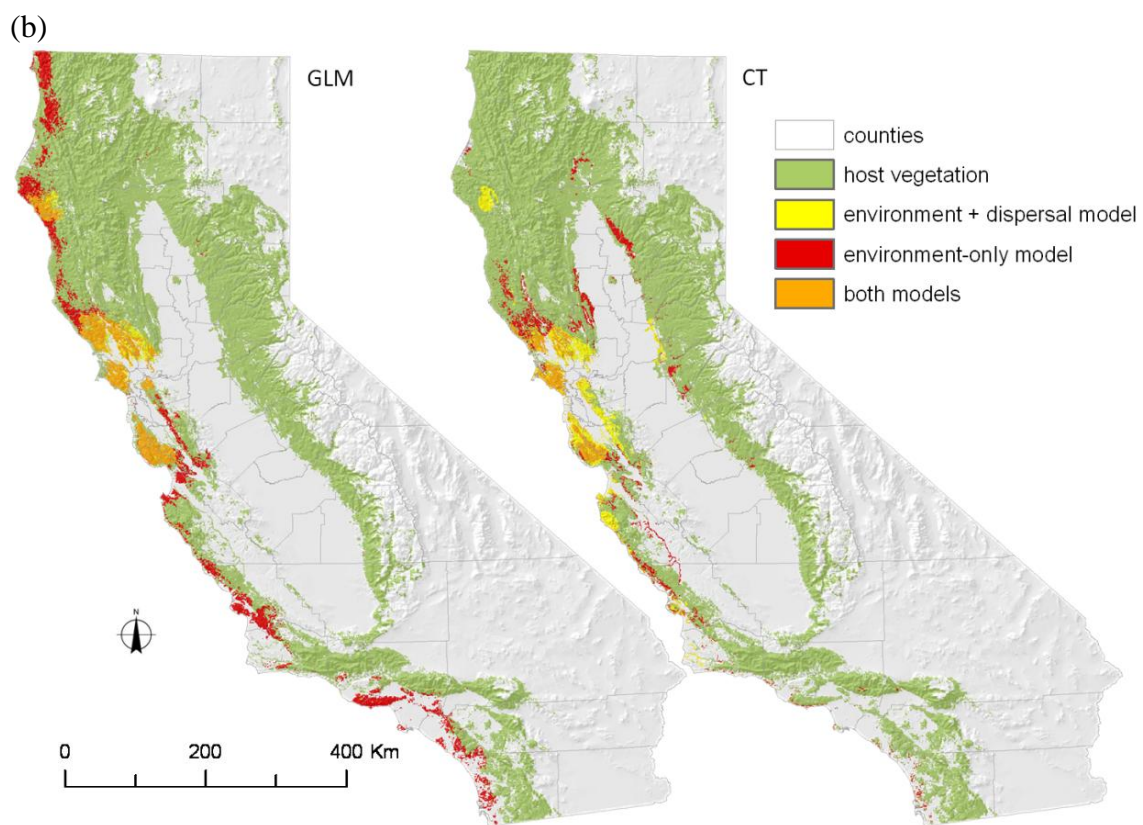 (b)
GLM
CT
counties
host vegetation
environment + dispersal model
environment-only model
both models
N
0 200 400 Km